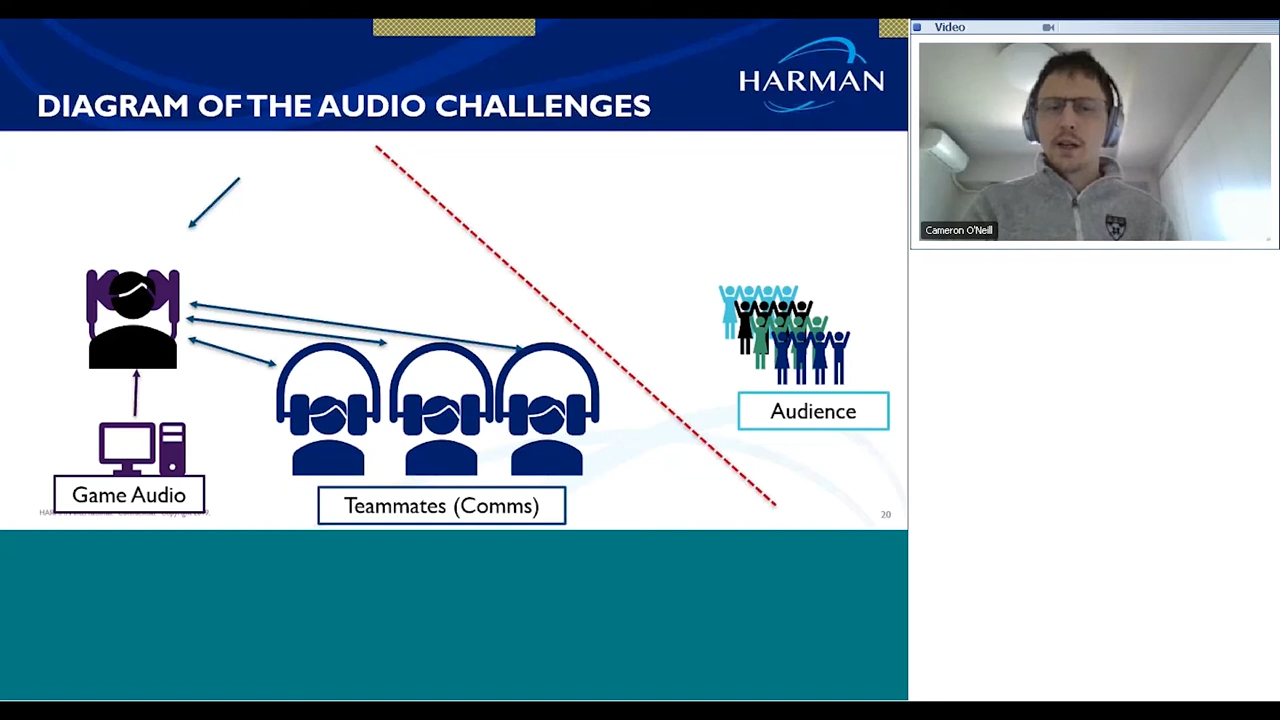 Video
HARMAN
DIAGRAM OF THE AUDIO CHALLENGES
Cameron O'Neill
Audience
Game Audio
Teammates (Comms)
20